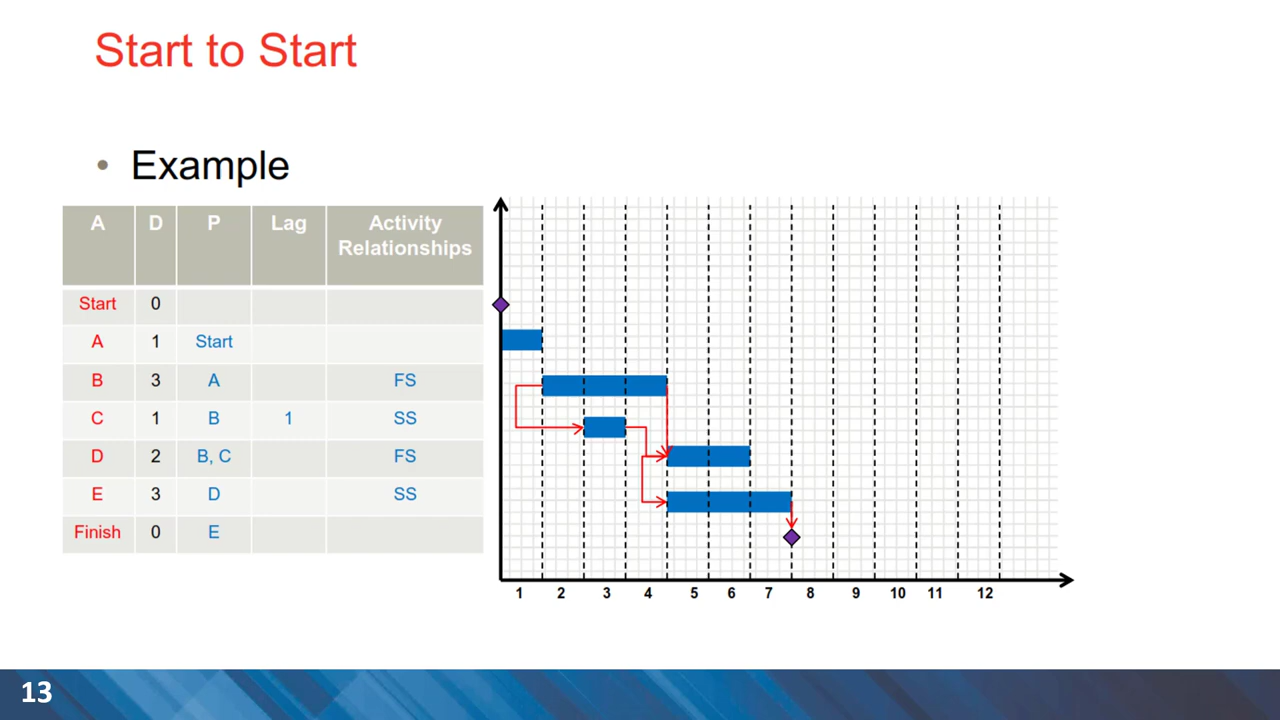 Start to Start
• Example
A D P Lag Activity Relationships
Start 0
A 1 Start
B 3 A FS
C 1 B 1 SS
D 2 B, C FS
E 3 D SS
Finish 0 E
1 2 3 4 5 6 7 8 9 10 11 12
13